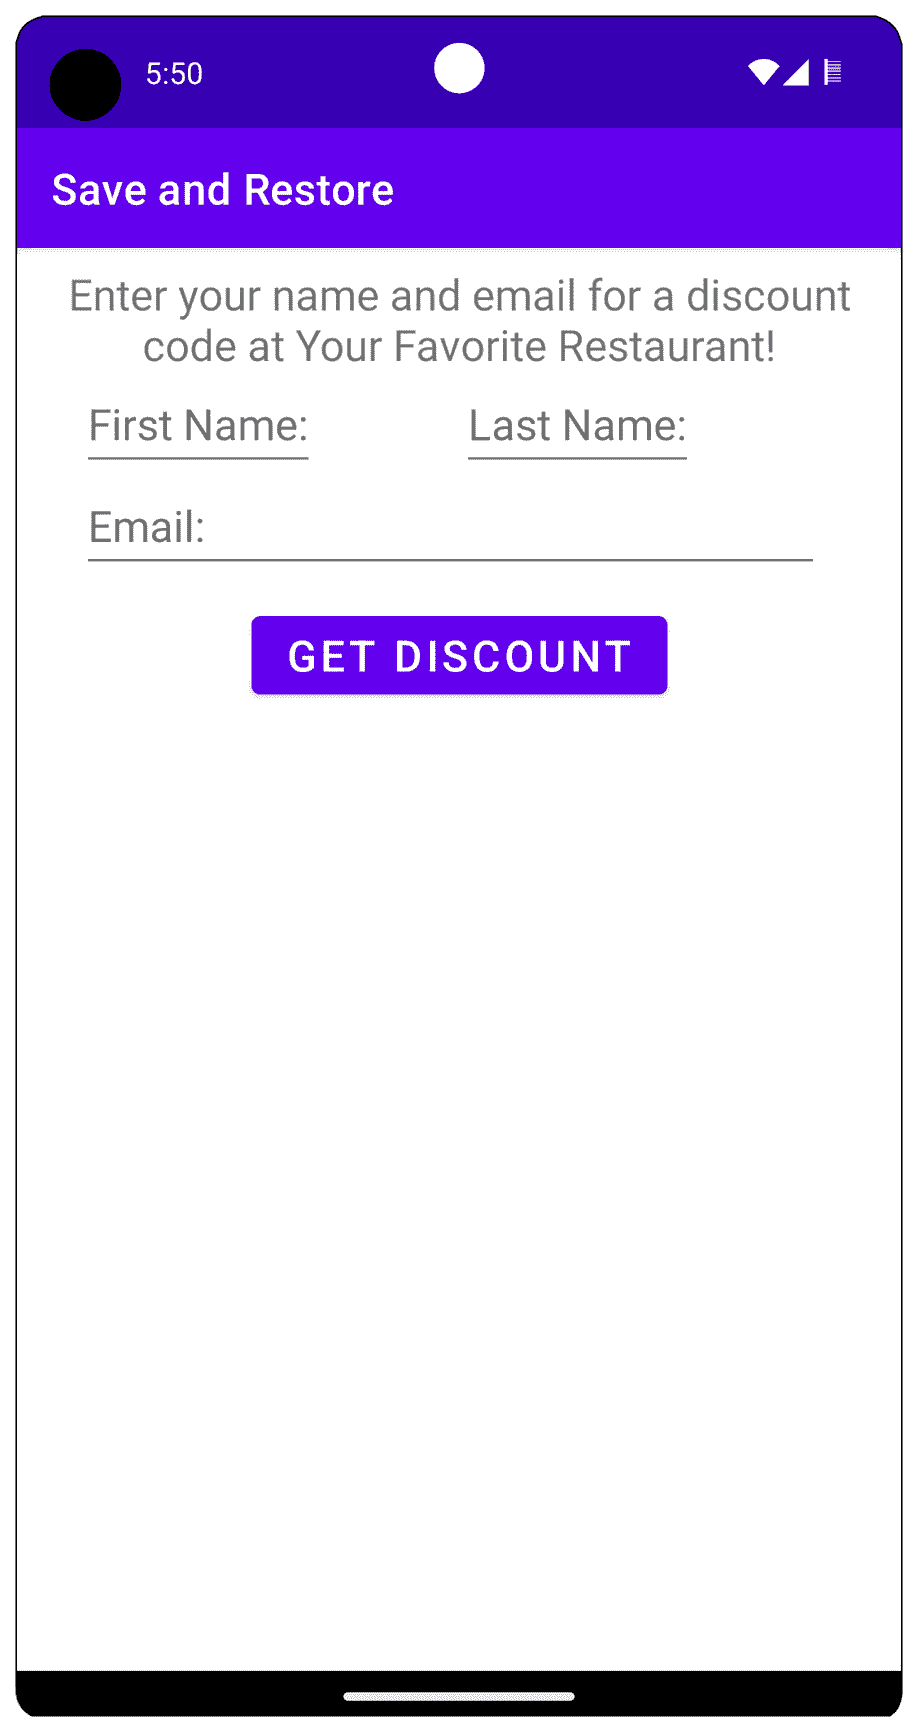 5:50
Save and Restore
Enter your name and email for a discount
code at Your Favorite Restaurant!
First Name: Last Name:
Email:
GET DISCOUNT